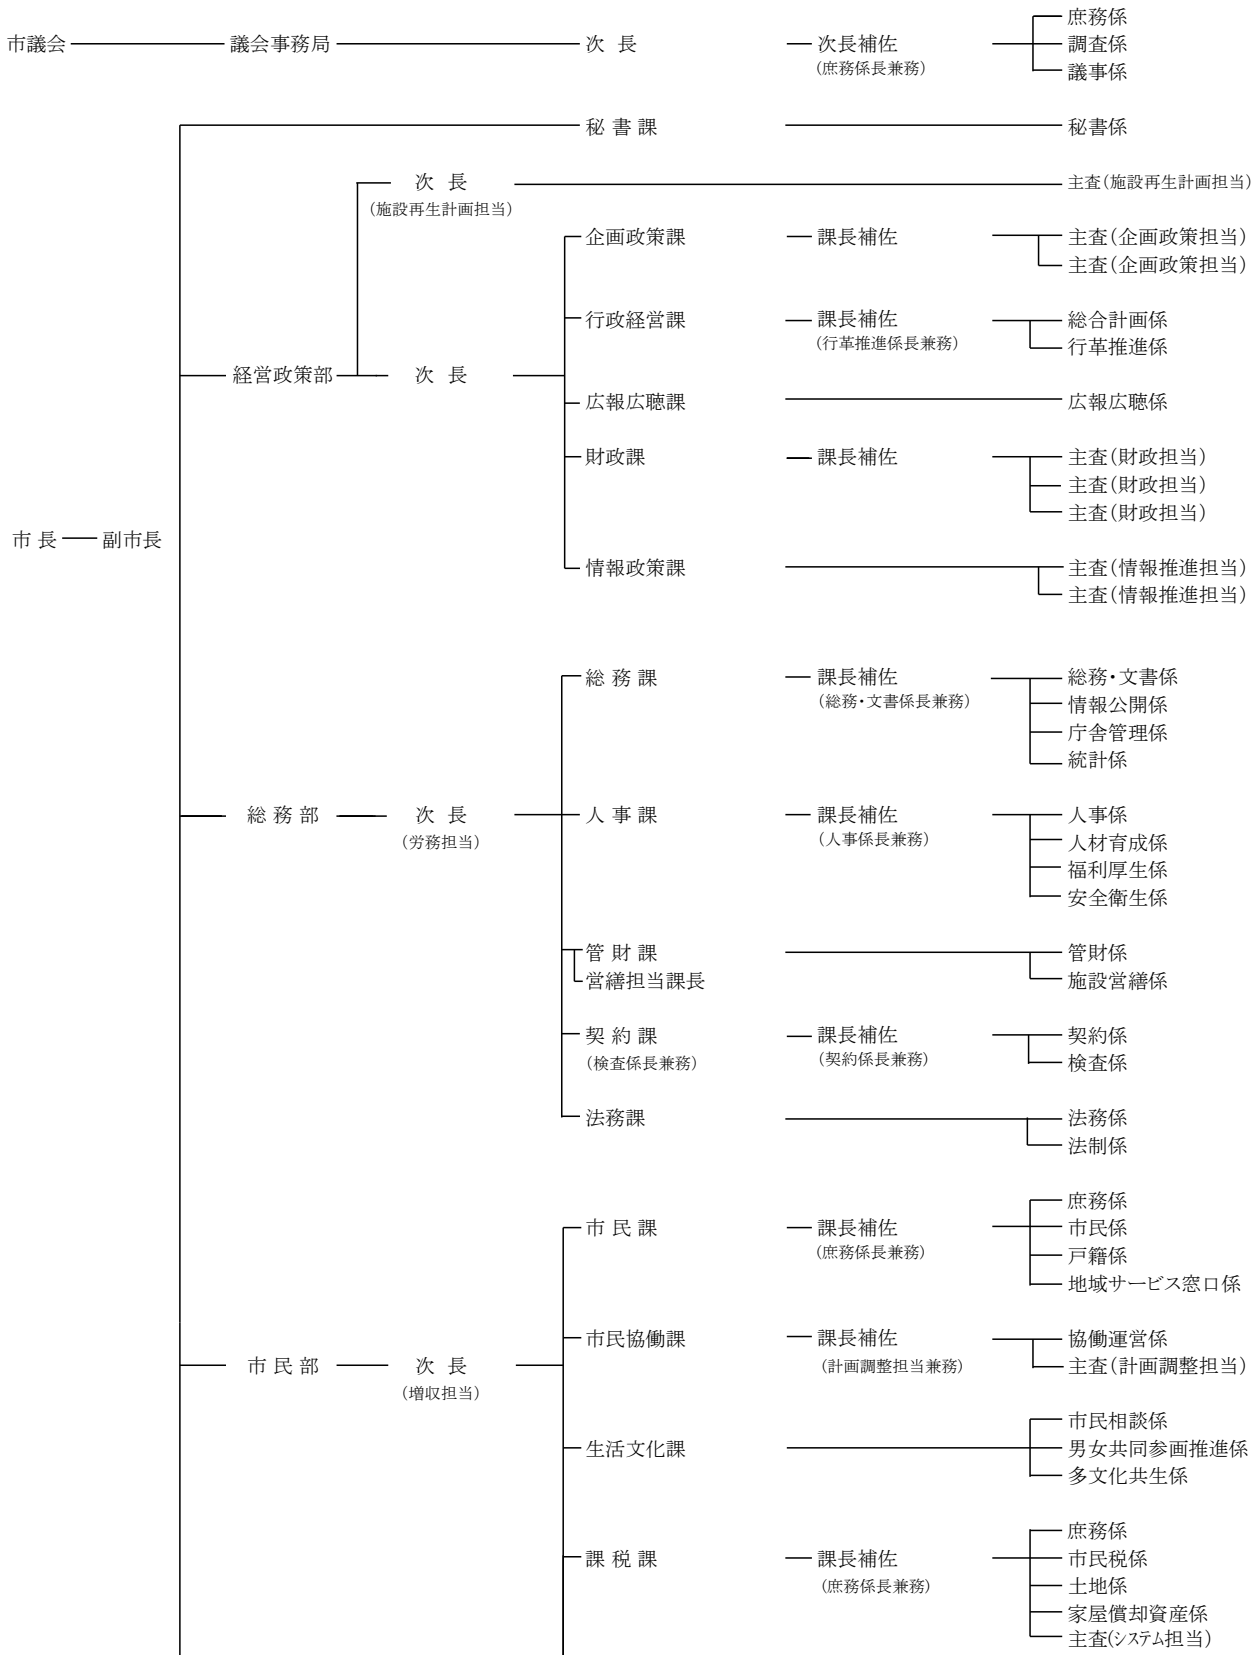 庶務係
市議会 議会事務局 次 長 次長補佐 調査係
(庶務係長兼務)
議事係
秘 書 課 秘書係
次 長 主査(施設再生計画担当)
(施設再生計画担当)
企画政策課 課長補佐 主査(企画政策担当)
主査(企画政策担当)
行政経営課 課長補佐 総合計画係
(行革推進係長兼務) 行革推進係
経営政策部 次 長
広報広聴課 広報広聴係
財政課 課長補佐 主査(財政担当)
主査(財政担当)
主査(財政担当)
市 長 副市長
情報政策課 主査(情報推進担当)
主査(情報推進担当)
総 務 課 課長補佐 総務・文書係
(総務・文書係長兼務) 情報公開係
庁舎管理係
統計係
総 務 部 次 長 人 事 課 課長補佐 人事係
(労務担当) (人事係長兼務) 人材育成係
福利厚生係
安全衛生係
管 財 課 管財係
営繕担当課長 施設営繕係
契 約 課 課長補佐 契約係
(検査係長兼務) (契約係長兼務) 検査係
法務課 法務係
法制係
庶務係
市 民 課 課長補佐 市民係
(庶務係長兼務) 戸籍係
地域サービス窓口係
市民協働課 課長補佐 協働運営係
市 民 部 次 長 (計画調整担当兼務) 主査(計画調整担当)
(増収担当)
市民相談係
生活文化課 男女共同参画推進係
多文化共生係
庶務係
課 税 課 課長補佐 市民税係
(庶務係長兼務) 土地係
家屋償却資産係
主査(システム担当)